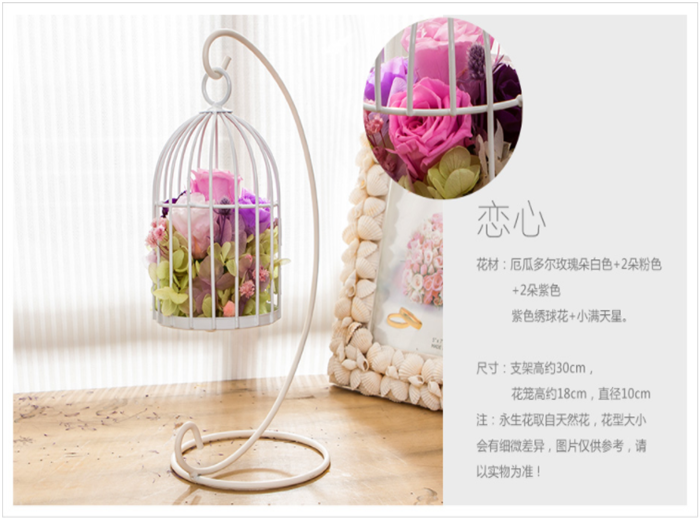 恋心
花材：厄瓜多尔玫瑰朵白色+2朵粉色
+2朵紫色
紫色绣球花+小满天星。
尺寸：支架高约30cm，
花笼高约18cm，直径10cm
注：永生花取自天然花，花型大小
会有细微差异，图片仅供参考，请
以实物为准！